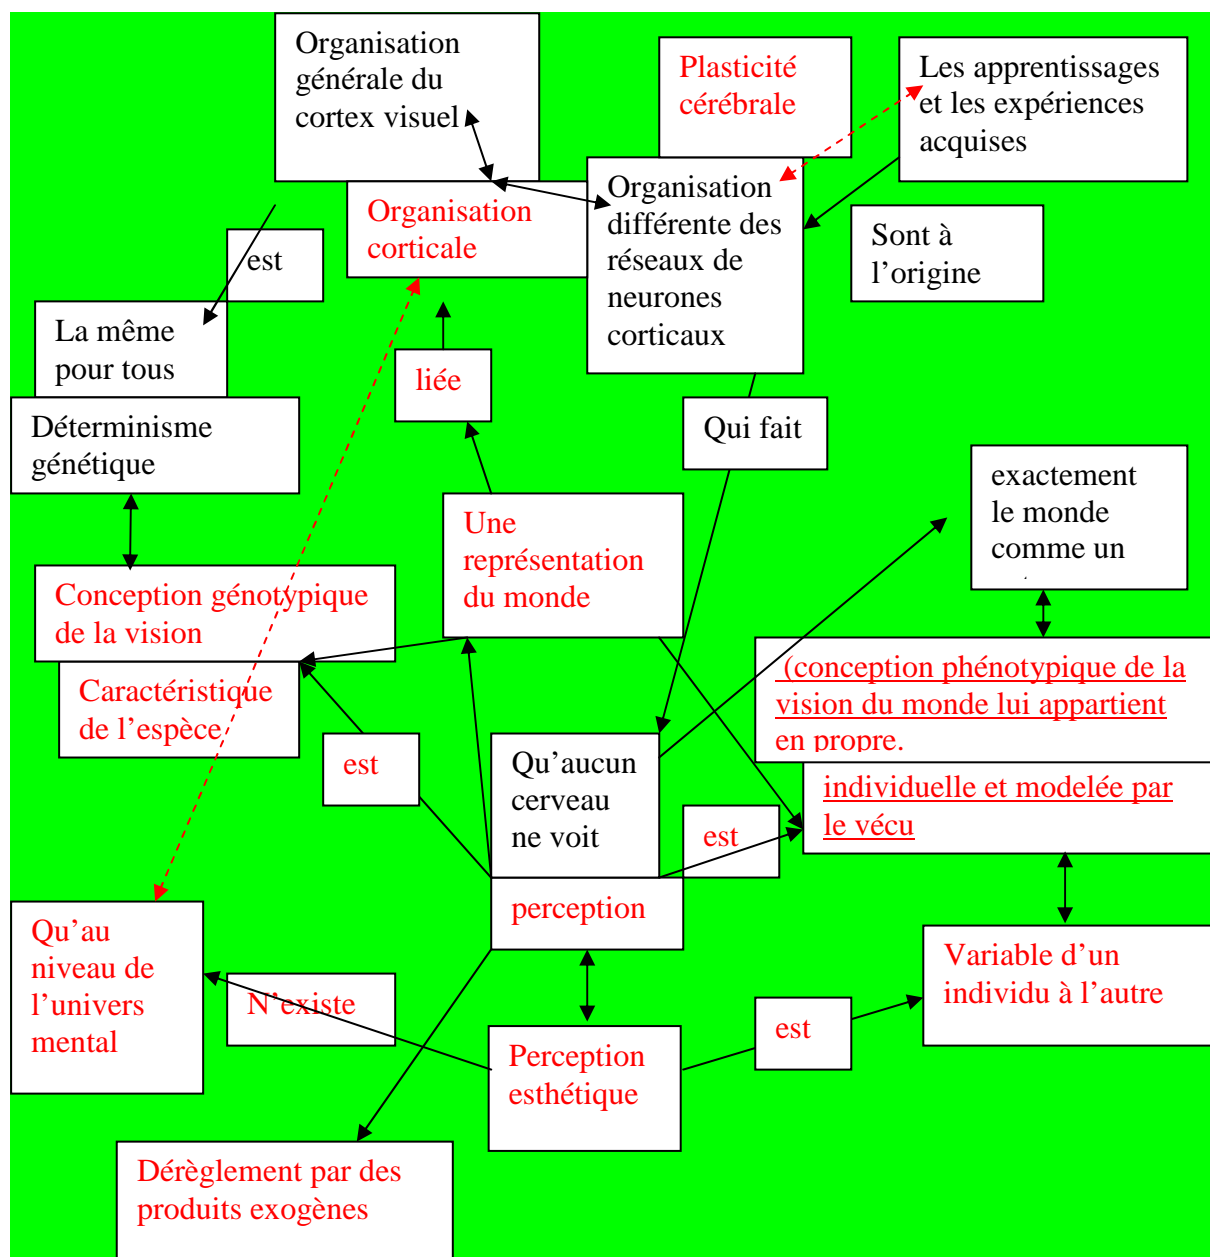 Organisation
générale du
cortex visuel
Plasticité
cérébrale
Les apprentissages
et les expériences
acquises
Organisation
corticale
Organisation
différente des
réseaux de
neurones
corticaux
Sont à
l’origine
est
La même
pour tous
liée
Déterminisme
génétique
Qui fait
exactement
le monde
comme un
Une
représentation
du monde
Conception génotypique
de la vision
Caractéristique
de l’espèce
(conception phénotypique de la
vision du monde lui appartient
en propre.
est
Qu’aucun
cerveau
ne voit
est
individuelle et modelée par
le vécu
perception
Qu’au
niveau de
l’univers
mental
N’existe
Variable d’un
individu à l’autre
est
Perception
esthétique
Dérèglement par des
produits exogènes